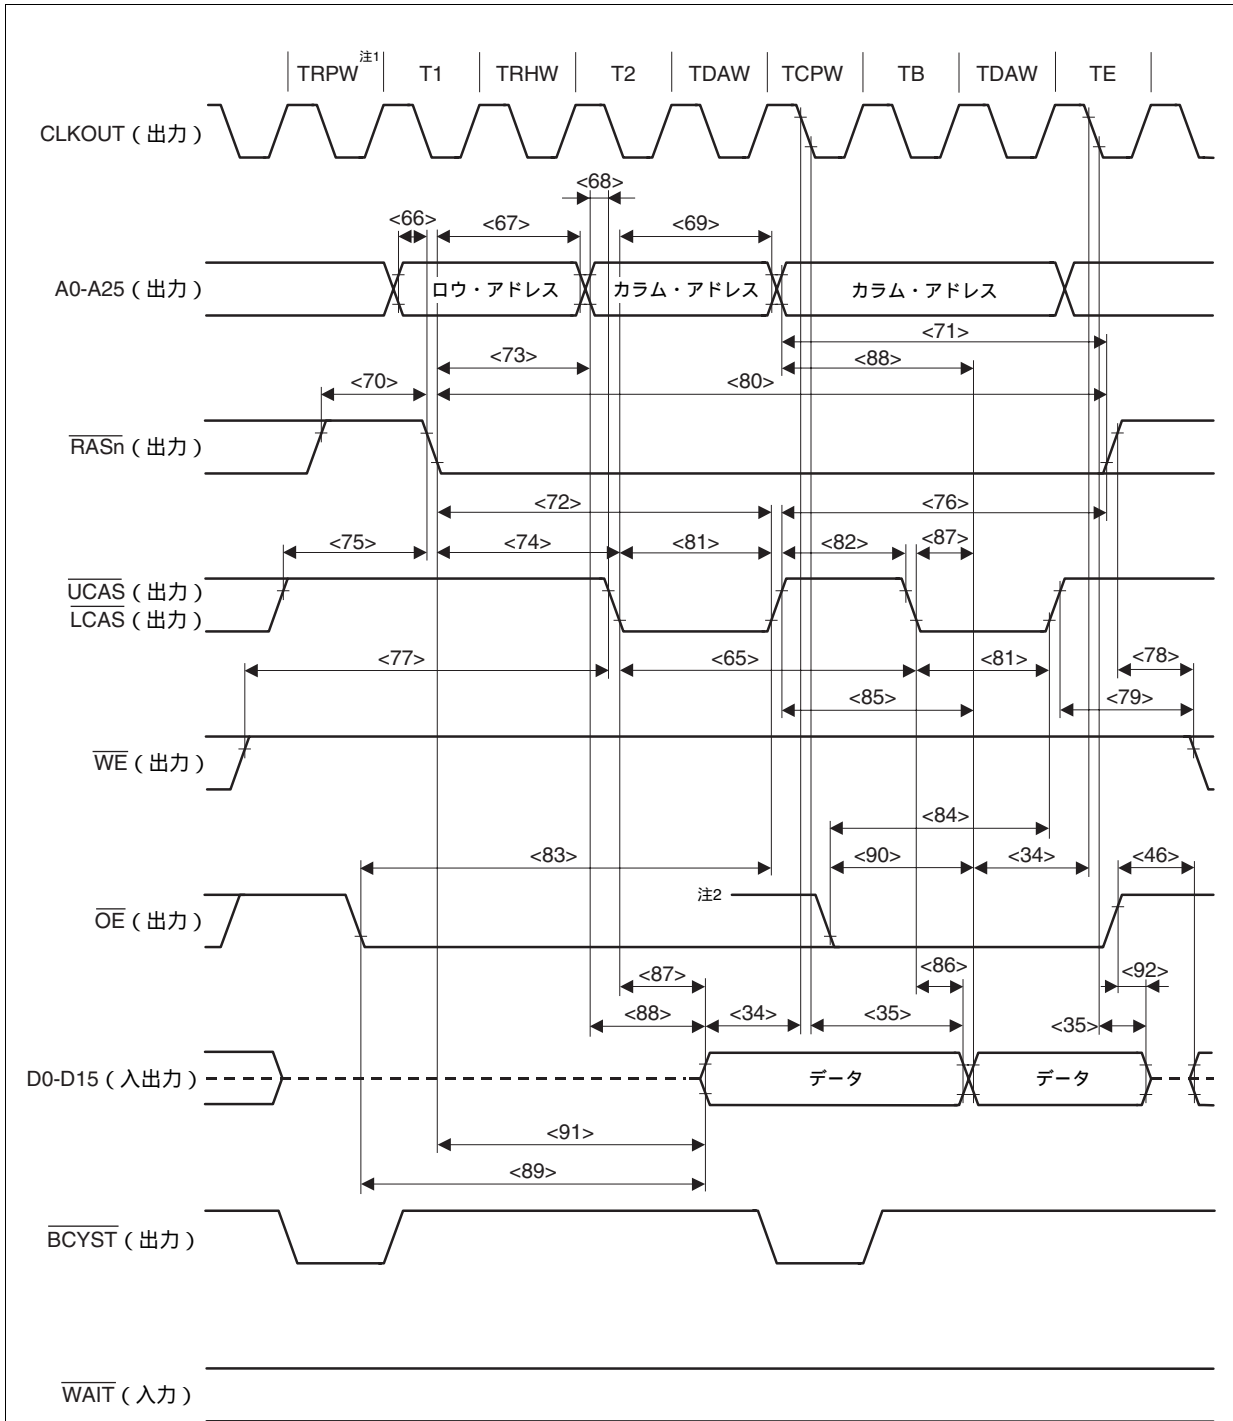 TRPW注1 T1 TRHW T2 TDAW TCPW TB TDAW TE
CLKOUT（出力）
<68>
<66> <67> <69>
A0-A25（出力） ロウ・アドレス カラム・アドレス カラム・アドレス
<71>
<73> <88>
<70> <80>
RASn（出力）
<72> <76>
<75> <74> <81> <82> <87>
UCAS（出力）
LCAS（出力）
<77> <65> <81> <78>
<85> <79>
WE（出力）
<84>
<83> <90> <34> <46>
OE（出力） 注2
<87> <86> <92>
<88> <34> <35> <35>
D0-D15（入出力） データ データ
<91>
<89>
BCYST（出力）
WAIT（入力）